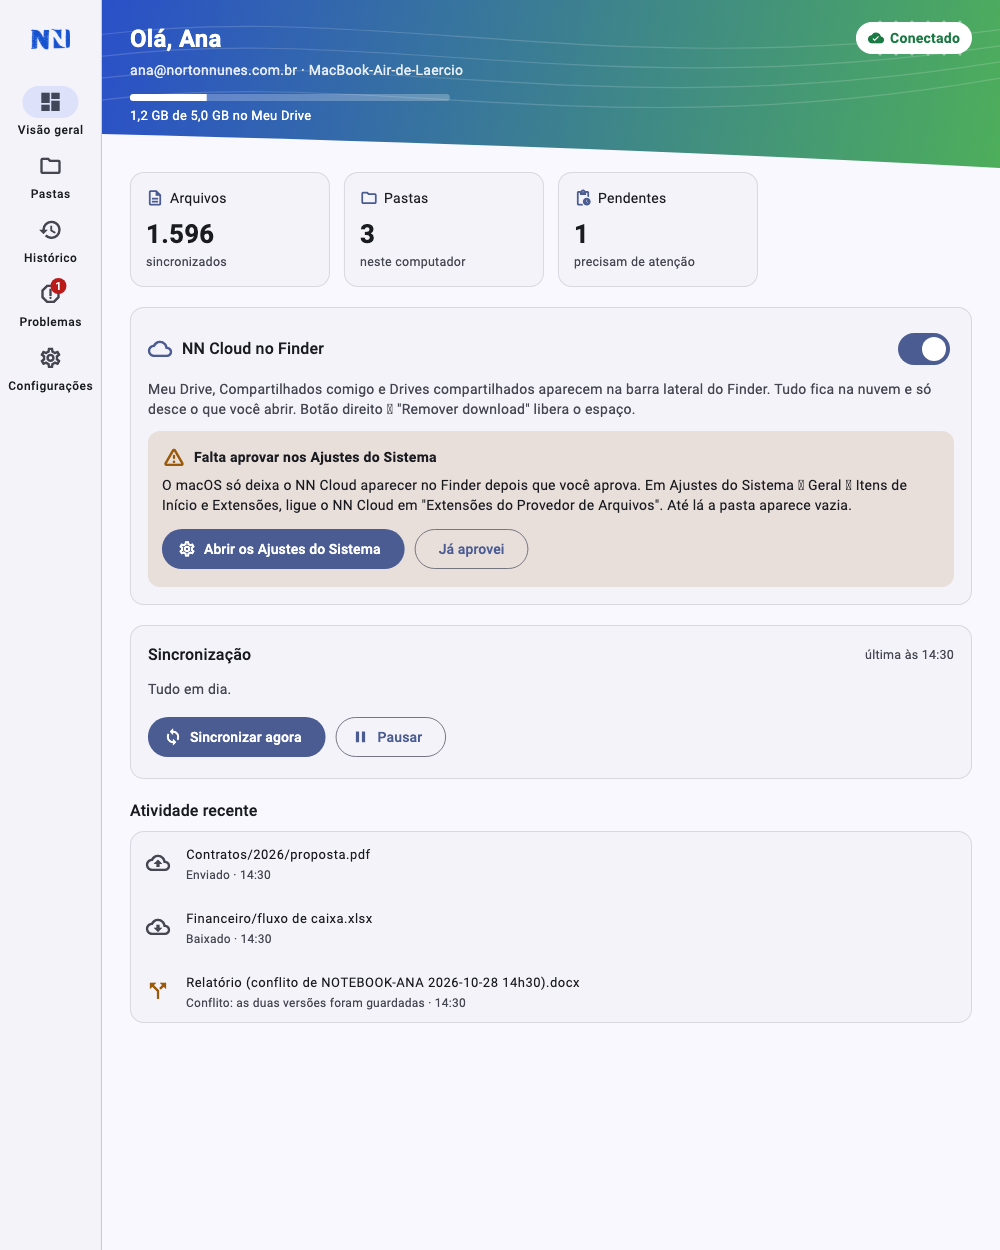 NN
Olá, Ana
Conectado
ana@nortonnunes.com.br · MacBook-Air-de-Laercio
1,2 GB de 5,0 GB no Meu Drive
Visão geral
Pastas
Histórico
1
Problemas
Configurações
Arquivos
1.596
sincronizados
Pastas
3
neste computador
Pendentes
1
precisam de atenção
NN Cloud no Finder
Meu Drive, Compartilhados comigo e Drives compartilhados aparecem na barra lateral do Finder. Tudo fica na nuvem e só
desce o que você abrir. Botão direito "Remover download" libera o espaço.
Falta aprovar nos Ajustes do Sistema
O macOS só deixa o NN Cloud aparecer no Finder depois que você aprova. Em Ajustes do Sistema Geral Itens de
Início e Extensões, ligue o NN Cloud em "Extensões do Provedor de Arquivos". Até lá a pasta aparece vazia.
Abrir os Ajustes do Sistema
Já aprovei
Sincronização
última às 14:30
Tudo em dia.
Sincronizar agora
Pausar
Atividade recente
Contratos/2026/proposta.pdf
Enviado · 14:30
Financeiro/fluxo de caixa.xlsx
Baixado · 14:30
Relatório (conflito de NOTEBOOK-ANA 2026-10-28 14h30).docx
Conflito: as duas versões foram guardadas · 14:30